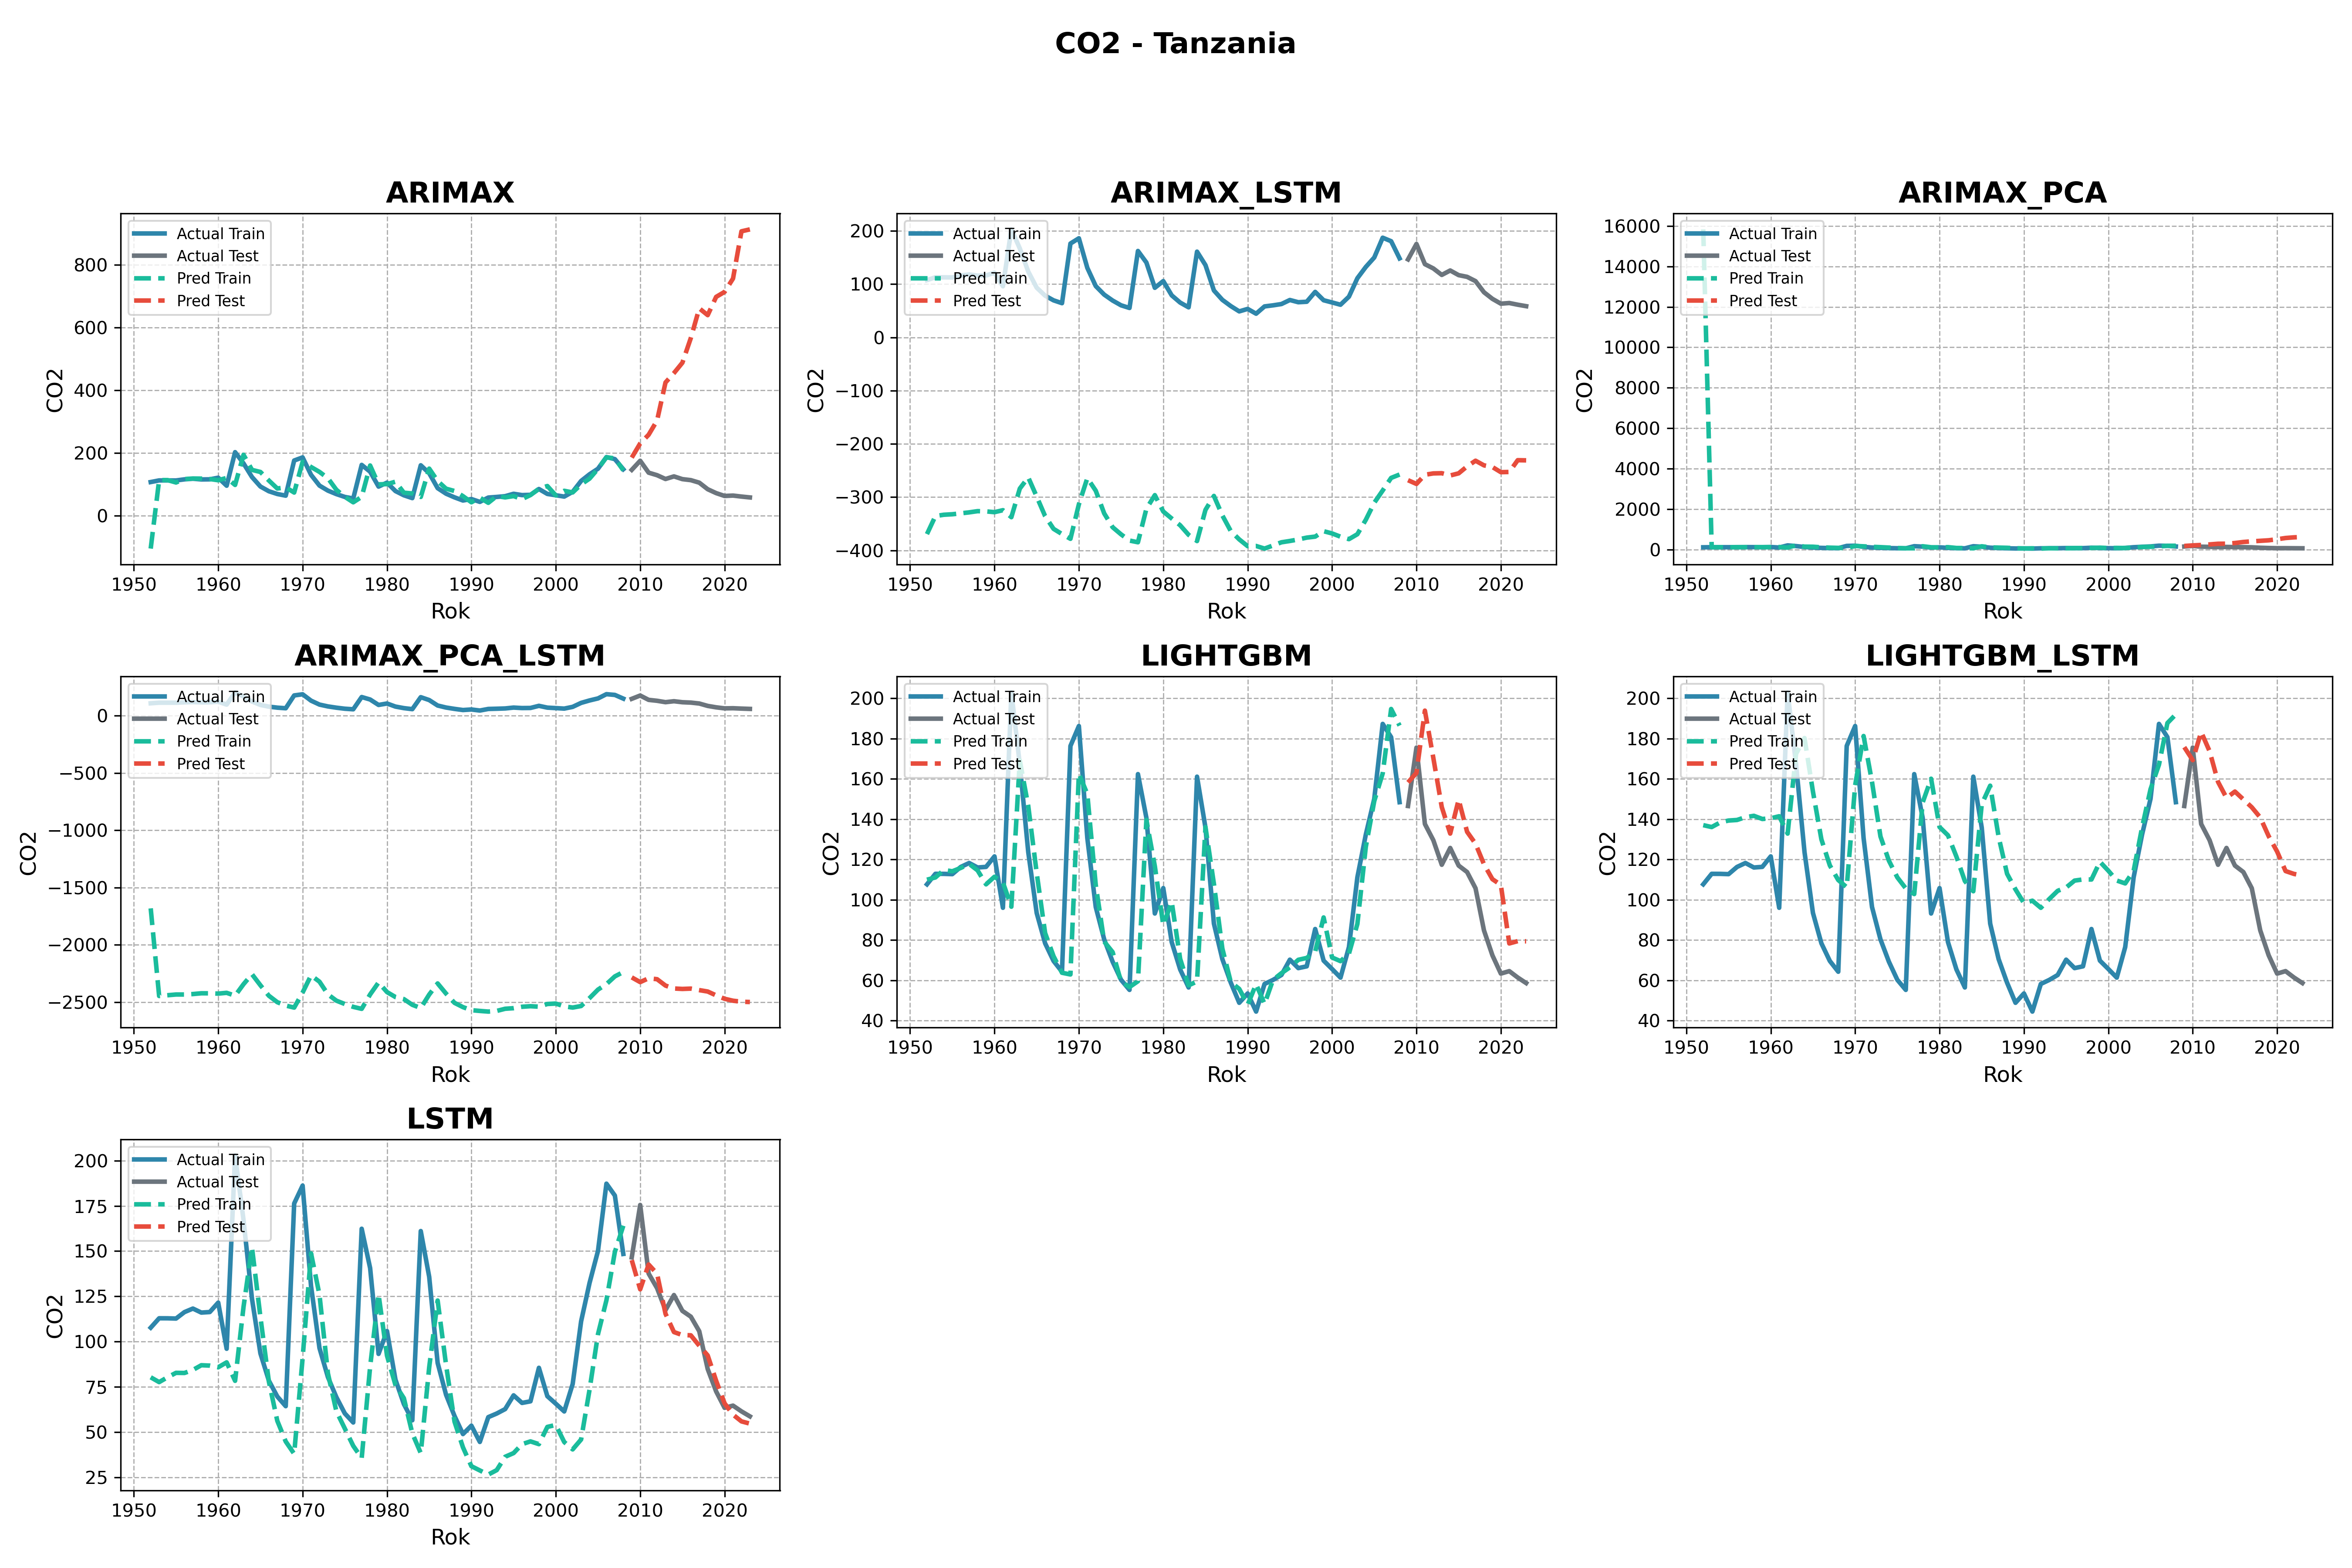 CO2 - Tanzania
ARIMAX
Actual Train
Actual Test
Pred Train
Pred Test
800
600
400
200
0
CO2
1950 1960 1970 1980 1990 2000 2010 2020
Rok
ARIMAX_LSTM
Actual Train
Actual Test
Pred Train
Pred Test
200
100
0
−100
−200
−300
−400
CO2
1950 1960 1970 1980 1990 2000 2010 2020
Rok
ARIMAX_PCA
Actual Train
Actual Test
Pred Train
Pred Test
16000
14000
12000
10000
8000
6000
4000
2000
0
CO2
1950 1960 1970 1980 1990 2000 2010 2020
Rok
ARIMAX_PCA_LSTM
Actual Train
Actual Test
Pred Train
Pred Test
0
−500
−1000
−1500
−2000
−2500
CO2
1950 1960 1970 1980 1990 2000 2010 2020
Rok
LIGHTGBM
Actual Train
Actual Test
Pred Train
Pred Test
200
180
160
140
120
100
80
60
40
CO2
1950 1960 1970 1980 1990 2000 2010 2020
Rok
LIGHTGBM_LSTM
Actual Train
Actual Test
Pred Train
Pred Test
200
180
160
140
120
100
80
60
40
CO2
1950 1960 1970 1980 1990 2000 2010 2020
Rok
LSTM
Actual Train
Actual Test
Pred Train
Pred Test
200
175
150
125
100
75
50
25
CO2
1950 1960 1970 1980 1990 2000 2010 2020
Rok